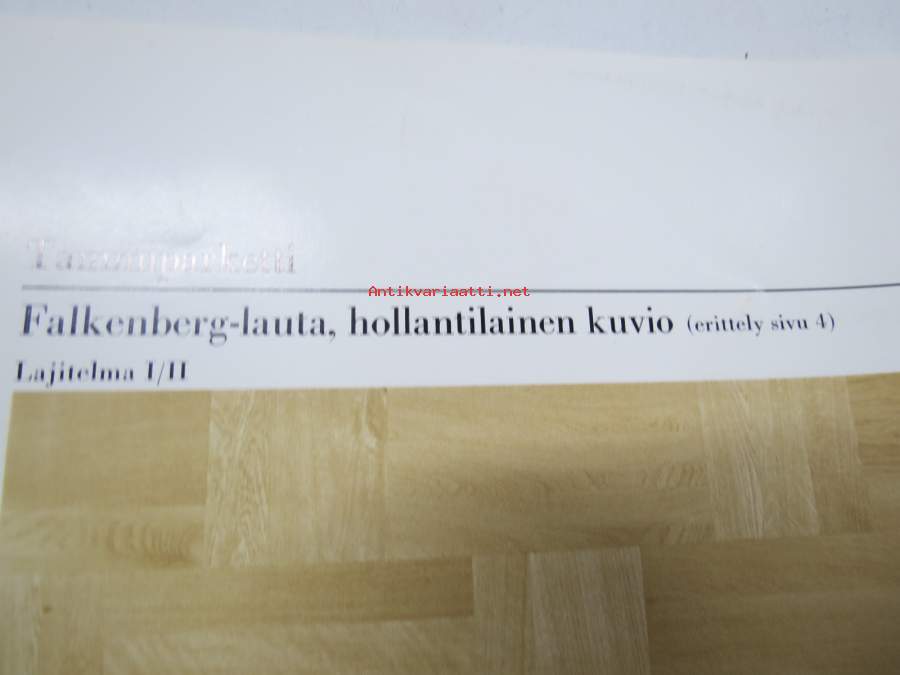 Tammiparketti
Antikvariaatti.net
Falkenberg-lauta, hollantilainen kuvio (erittely sivu 4)
Lajitelma I/II